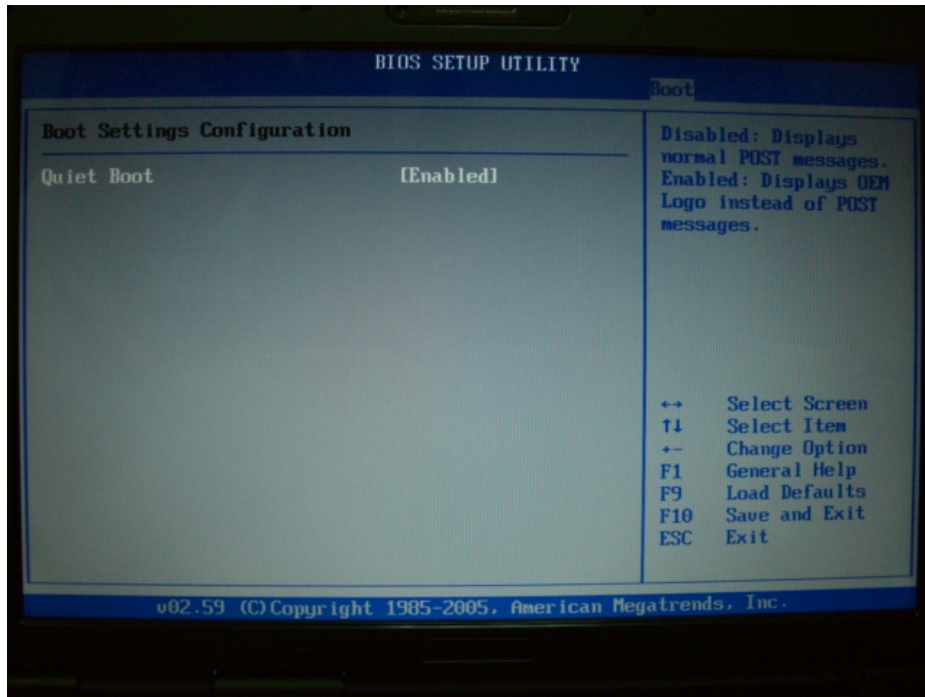 BIOS SETUP UTILITY
Boot
Boot Settings Configuration
Quiet Boot [Enabled]
Disabled: Displays
normal POST messages.
Enabled: Displays OEM
Logo instead of POST
messages.
←→ Select Screen
↑↓ Select Item
+- Change Option
F1 General Help
F9 Load Defaults
F10 Save and Exit
ESC Exit
v02.59 (C)Copyright 1985-2005, American Megatrends, Inc.